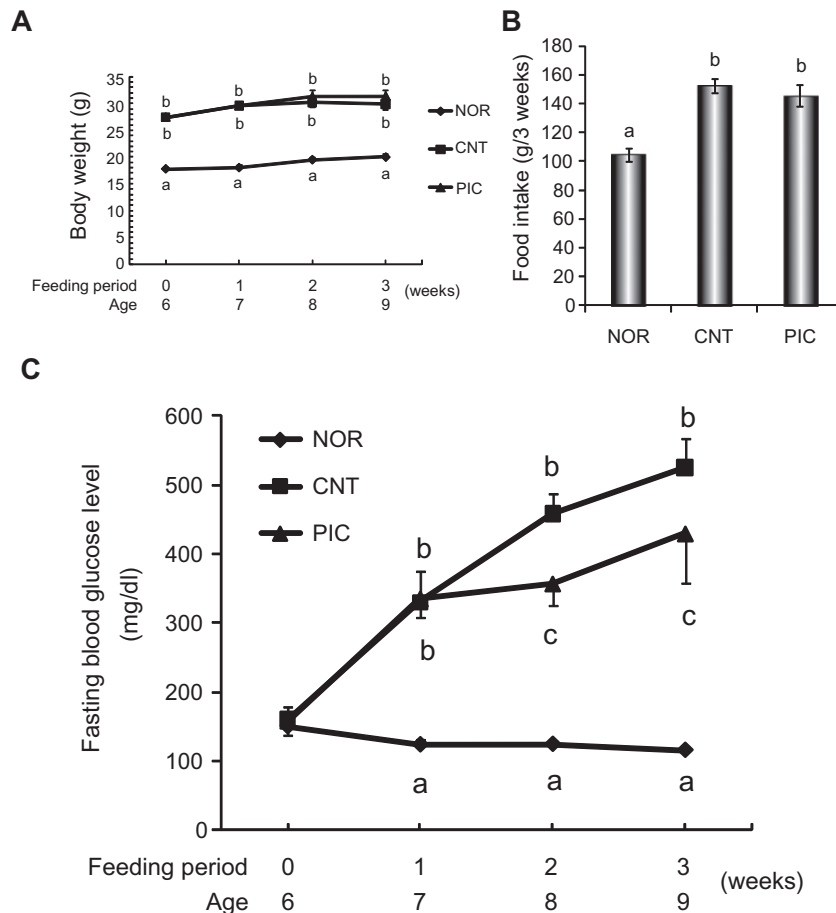 A
Body weight (g)
35
30
25
20
15
10
5
0
b b b b
b b b b
a a a a
NOR
CNT
PIC
Feeding period 0 1 2 3 (weeks)
Age 6 7 8 9
B
Food intake (g/3 weeks)
180
160
140
120
100
80
60
40
20
0
a b b
NOR CNT PIC
C
Fasting blood glucose level
(mg/dl)
600
500
400
300
200
100
0
NOR
CNT
PIC
b b b
b c c
a a a
Feeding period 0 1 2 3 (weeks)
Age 6 7 8 9